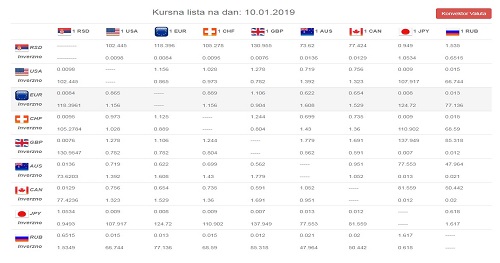 Kursna lista na dan: 10.01.2019
Konvertor Valuta
1 RSD 1 USA 1 EUR 1 CHF 1 GBP 1 AUS 1 CAN 1 JPY 1 RUB
RSD ---------- 102.445 118.396 105.278 130.955 73.62 77.424 0.949 1.535
Inverzno ---------- 0.0098 0.0084 0.0095 0.0076 0.0136 0.0129 1.0534 0.6515
USA 0.0098 ----- 1.156 1.028 1.279 0.719 0.756 0.009 0.015
Inverzno 102.445 ----- 0.865 0.973 0.782 1.392 1.323 107.917 66.744
EUR 0.0084 0.865 ----- 0.889 1.106 0.622 0.654 0.008 0.013
Inverzno 118.3961 1.156 ----- 1.156 0.904 1.608 1.529 124.72 77.136
CHF 0.0095 0.973 1.125 ----- 1.244 0.699 0.735 0.009 0.015
Inverzno 105.2784 1.028 0.889 ----- 0.804 1.43 1.36 110.902 68.59
GBP 0.0076 1.279 1.106 1.244 ----- 1.779 1.691 137.949 85.318
Inverzno 130.9547 0.782 0.782 0.804 ----- 0.562 0.591 0.007 0.012
AUS 0.0136 0.719 0.622 0.699 0.562 ----- 0.951 77.553 47.964
Inverzno 73.6203 1.392 1.608 1.43 1.779 ----- 1.052 0.013 0.021
CAN 0.0129 0.756 0.654 0.735 0.591 1.052 ----- 81.559 50.442
Inverzno 77.4236 1.323 1.529 1.36 1.691 0.951 ----- 0.012 0.02
JPY 1.0534 0.009 0.008 0.009 0.007 0.013 0.012 ----- 0.618
Inverzno 0.9493 107.917 124.72 110.902 137.949 77.553 81.559 ----- 1.617
RUB 0.6515 0.015 0.013 0.015 0.012 0.021 0.02 1.617 -----
Inverzno 1.5349 66.744 77.136 68.59 85.318 47.964 50.442 0.618 -----